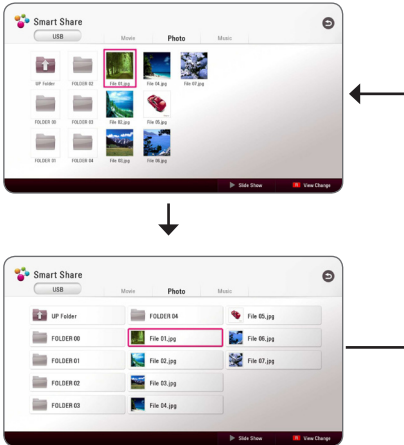 Smart Share
USB
Movie Photo Music
UP Folder FOLDER 02 File 01.jpg File 04.jpg File 07.jpg
FOLDER 00 FOLDER 03 File 02.jpg File 05.jpg
FOLDER 01 FOLDER 04 File 03.jpg File 06.jpg
Slide Show R View Change
Smart Share
USB
Movie Photo Music
UP Folder FOLDER 04 File 05.jpg
FOLDER 00 File 01.jpg File 06.jpg
FOLDER 01 File 02.jpg File 07.jpg
FOLDER 02 File 03.jpg
FOLDER 03 File 04.jpg
Slide Show R View Change